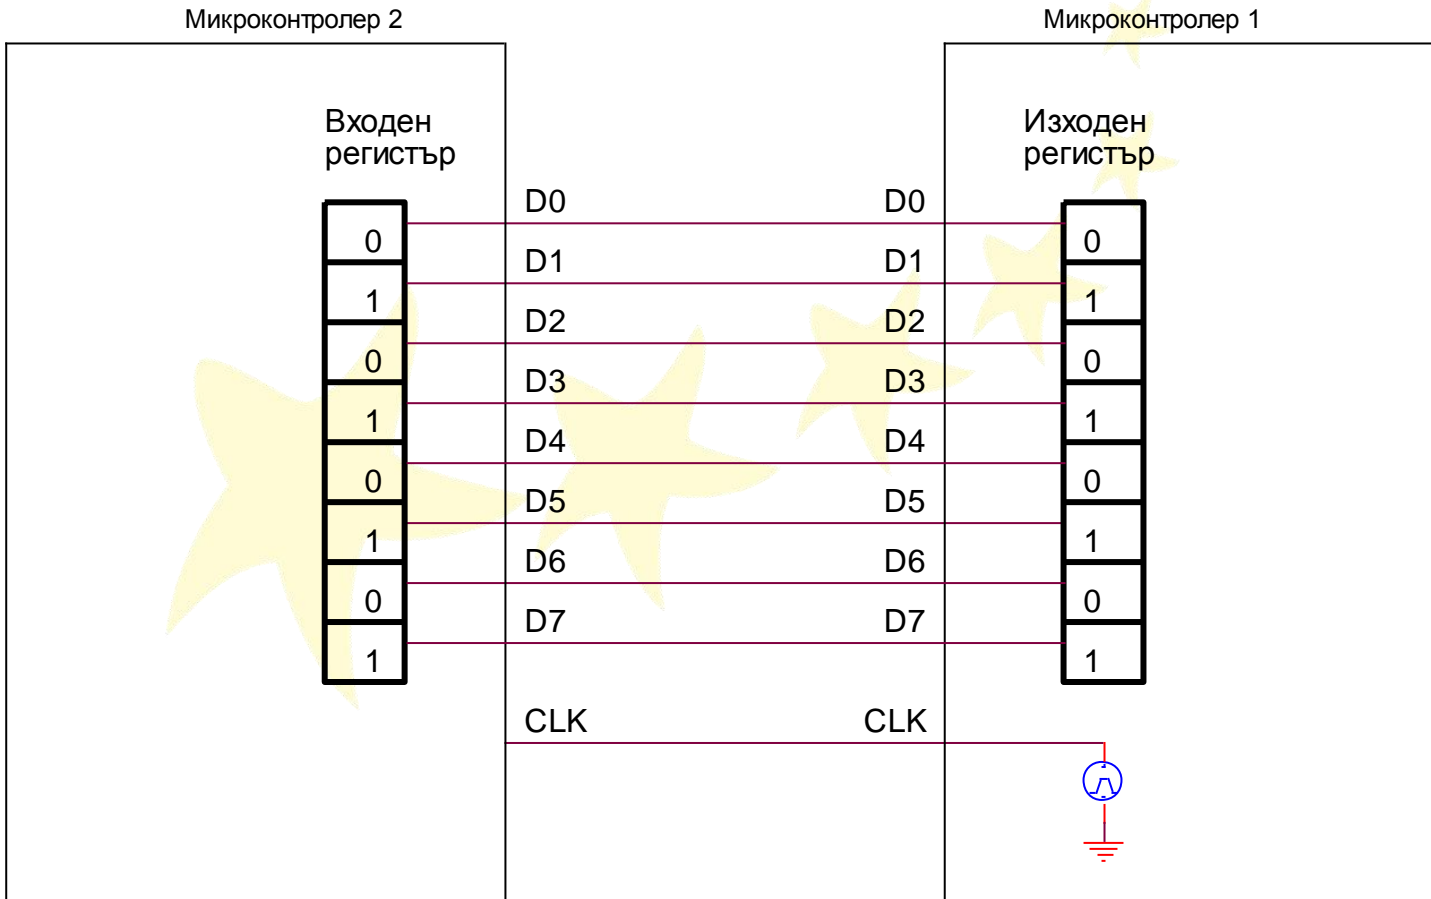 Микроконтролер 2
Микроконтролер 1
Входен
регистър
Изходен
регистър
D0
D0
0
0
D1
D1
1
1
D2
D2
0
0
D3
D3
1
1
D4
D4
0
0
D5
D5
1
1
D6
D6
0
0
D7
D7
1
1
CLK
CLK